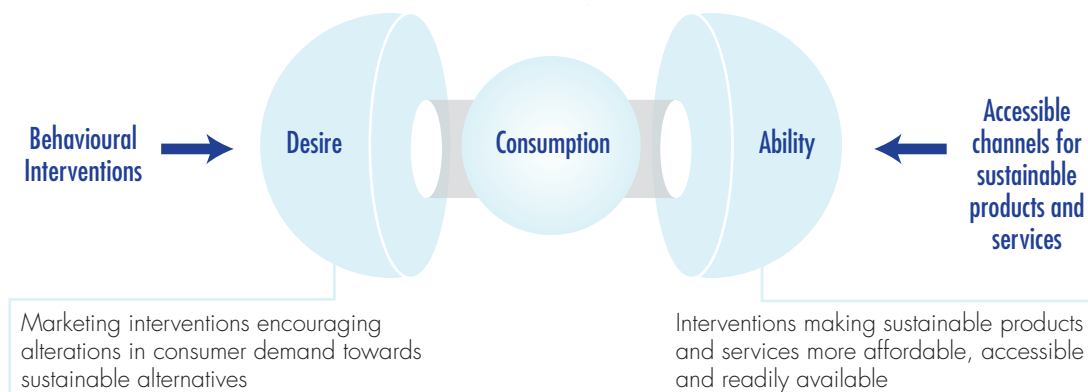 Behavioural
Interventions
Desire
Consumption
Ability
Accessible
channels for
sustainable
products and
services
Marketing interventions encouraging
alterations in consumer demand towards
sustainable alternatives
Interventions making sustainable products
and services more affordable, accessible
and readily available